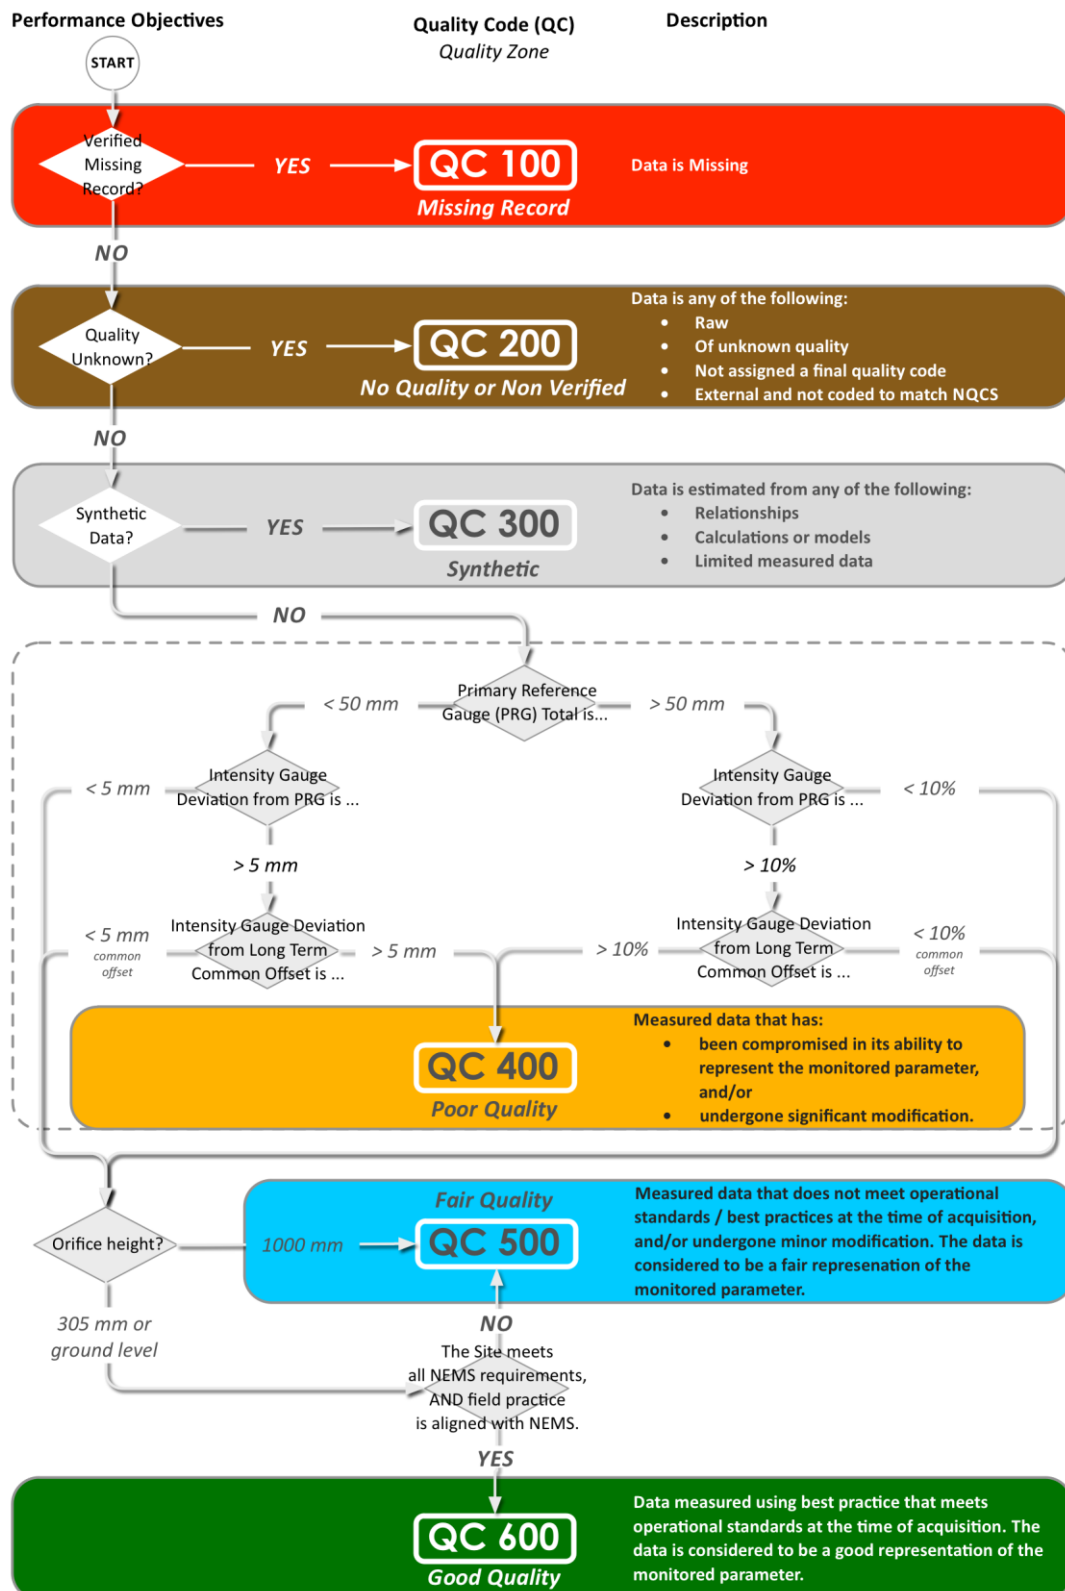 Performance Objectives
Quality Code (QC)
Quality Zone
Description
START
Verified
Missing
Record?
YES
QC 100
Missing Record
Data is Missing
NO
Quality
Unknown?
YES
QC 200
No Quality or Non Verified
Data is any of the following:
• Raw
• Of unknown quality
• Not assigned a final quality code
• External and not coded to match NQCS
NO
Synthetic
Data?
YES
QC 300
Synthetic
Data is estimated from any of the following:
• Relationships
• Calculations or models
• Limited measured data
NO
Primary Reference
Gauge (PRG) Total is...
< 50 mm
> 50 mm
Intensity Gauge
Deviation from PRG is ...
< 5 mm
Intensity Gauge
Deviation from PRG is ...
< 10%
> 5 mm
> 10%
Intensity Gauge Deviation
from Long Term
Common Offset is ...
< 5 mm
common
offset
> 5 mm
Intensity Gauge Deviation
from Long Term
Common Offset is ...
> 10%
< 10%
common
offset
QC 400
Poor Quality
Measured data that has:
• been compromised in its ability to
represent the monitored parameter,
and/or
• undergone significant modification.
Orifice height?
1000 mm
Fair Quality
QC 500
Measured data that does not meet operational
standards / best practices at the time of acquisition,
and/or undergone minor modification. The data is
considered to be a fair represenation of the
monitored parameter.
305 mm or
ground level
NO
The Site meets
all NEMS requirements,
AND field practice
is aligned with NEMS.
YES
QC 600
Good Quality
Data measured using best practice that meets
operational standards at the time of acquisition. The
data is considered to be a good representation of the
monitored parameter.